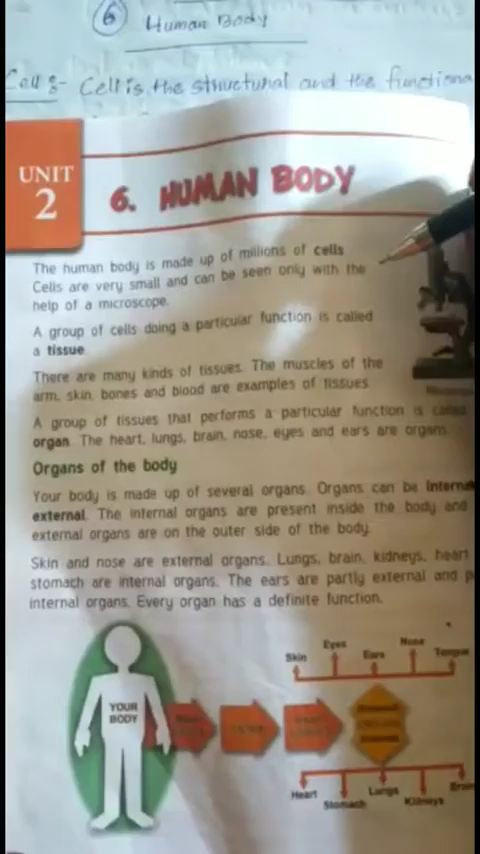 6 Human Body
Cell :- Cell is the structural and the functiona
UNIT
2
6. HUMAN BODY
The human body is made up of millions of cells
Cells are very small and can be seen only with the
help of a microscope.
A group of cells doing a particular function is called
a tissue
There are many kinds of tissues. The muscles of the
arm, skin, bones and blood are examples of tissues
A group of tissues that performs a particular function is called
organ. The heart, lungs, brain, nose, eyes and ears are organs.
Organs of the body
Your body is made up of several organs. Organs can be interna
external. The internal organs are present inside the body and
external organs are on the outer side of the body.
Skin and nose are external organs. Lungs, brain, kidneys, heart
stomach are internal organs. The ears are partly external and p
internal organs. Every organ has a definite function.
Skin Eyes Ears Nose Tongue
YOUR
BODY
Heart Stomach Lungs Kidneys Brain